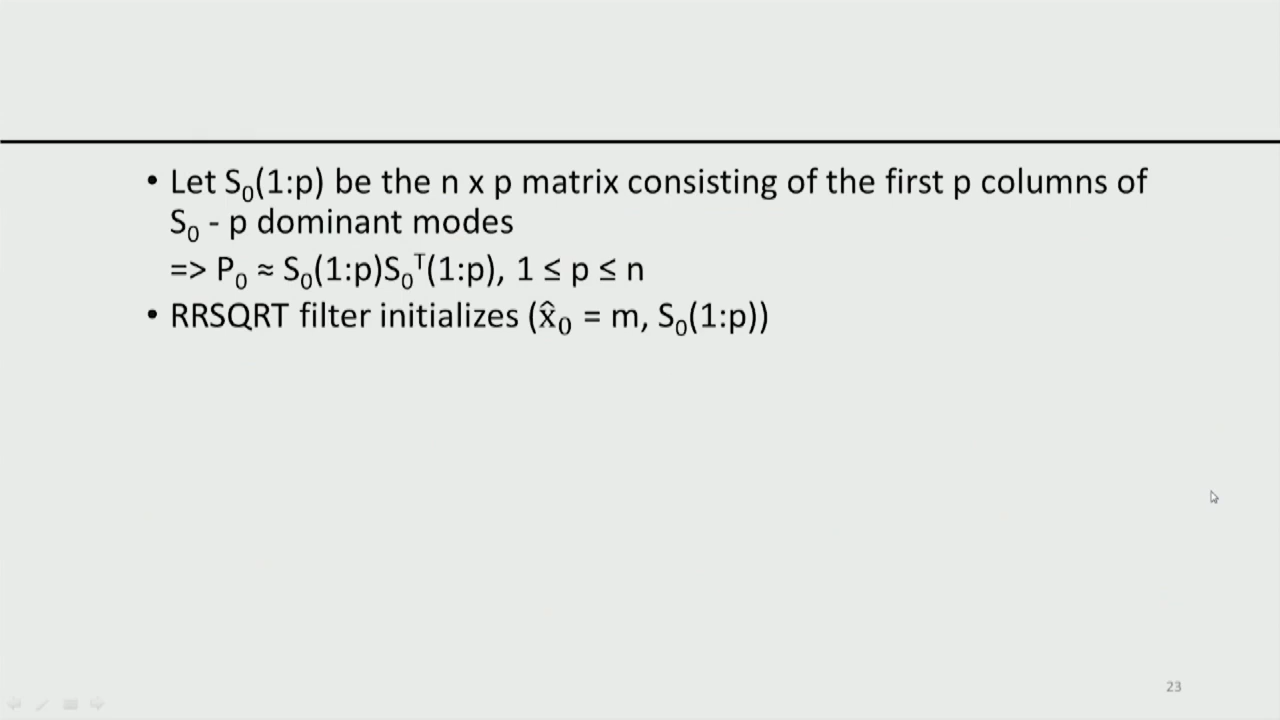 • Let S₀(1:p) be the n x p matrix consisting of the first p columns of
S₀ - p dominant modes
=> P₀ ≈ S₀(1:p)S₀ᵀ(1:p), 1 ≤ p ≤ n
• RRSQRT filter initializes (x̂₀ = m, S₀(1:p))
23